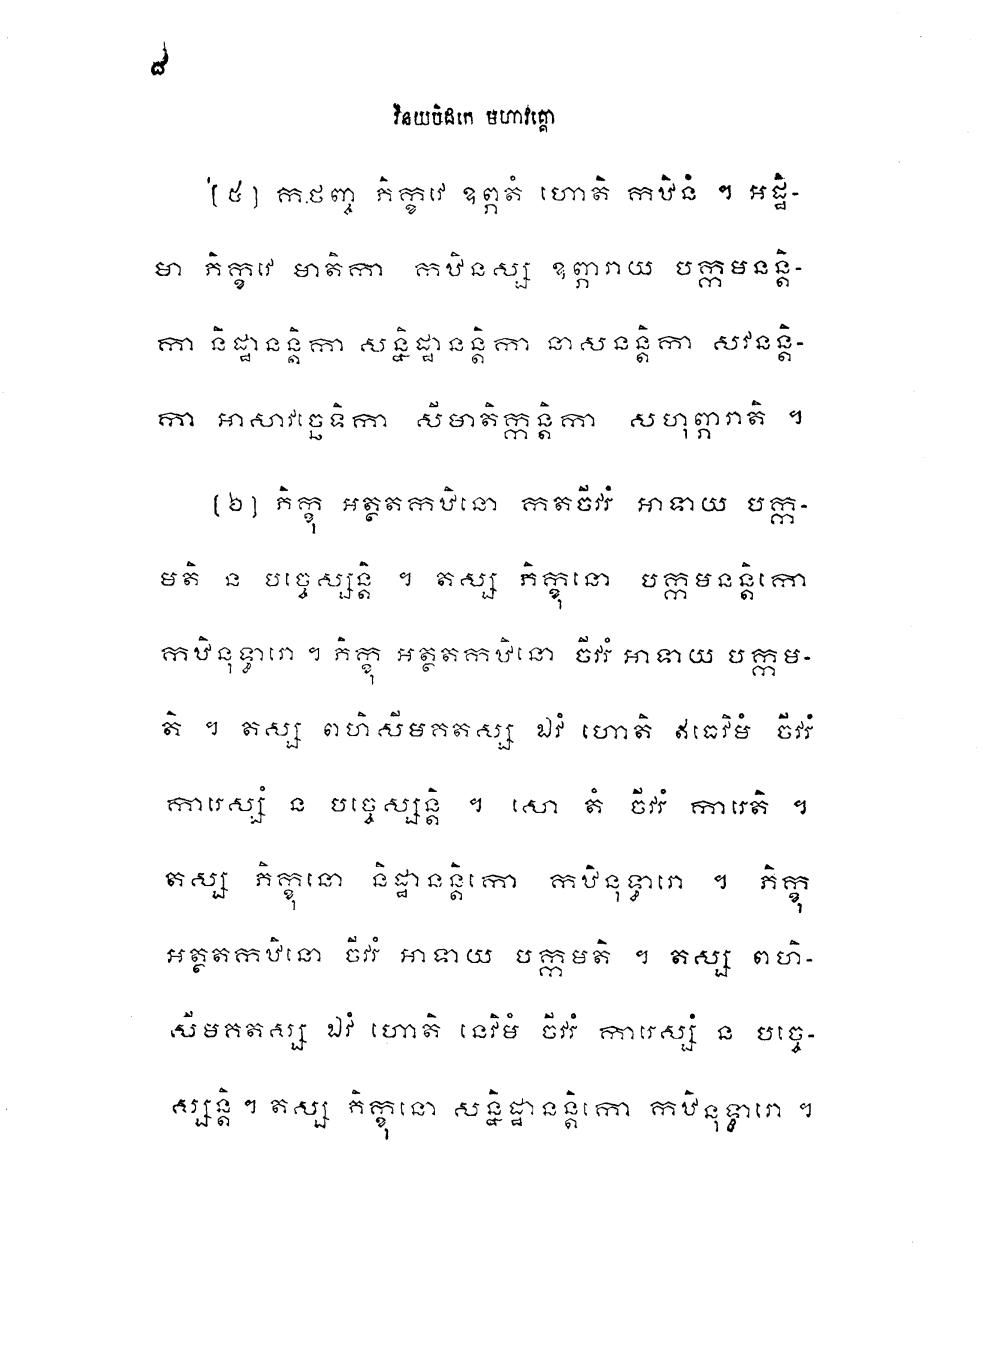 ៨
វិនយបិដកេ មហាវគ្គោ
(៥) កថញ្ច ភិក្ខវេ ឧព្ភតំ ហោតិ កឋិនំ ។ អដ្ឋិ-
មា ភិក្ខវេ មាតិកា កឋិនស្ស ឧព្ភារាយ បក្កមនន្តិ-
កា និដ្ឋានន្តិកា សន្និដ្ឋានន្តិកា នាសនន្តិកា សវនន្តិ-
កា អាសាវច្ឆេទិកា សីមាតិក្កន្តិកា សហុព្ភារាតិ ។
(៦) ភិក្ខុ អត្ថតកឋិនោ កតចីវរំ អាទាយ បក្ក-
មតិ ន បច្ចេស្សន្តិ ។ តស្ស ភិក្ខុនោ បក្កមនន្តិកោ
កឋិនុទ្ធារោ ។ ភិក្ខុ អត្ថតកឋិនោ ចីវរំ អាទាយ បក្កម-
តិ ។ តស្ស ពហិសីមគតស្ស ឯវំ ហោតិ ឥធេវិមំ ចីវរំ
ការេស្សំ ន បច្ចេស្សន្តិ ។ សោ តំ ចីវរំ ការេតិ ។
តស្ស ភិក្ខុនោ និដ្ឋានន្តិកោ កឋិនុទ្ធារោ ។ ភិក្ខុ
អត្ថតកឋិនោ ចីវរំ អាទាយ បក្កមតិ ។ តស្ស ពហិ-
សីមគតស្ស ឯវំ ហោតិ នេវិមំ ចីវរំ ការេស្សំ ន បច្ចេ-
ស្សន្តិ ។ តស្ស ភិក្ខុនោ សន្និដ្ឋានន្តិកោ កឋិនុទ្ធារោ ។